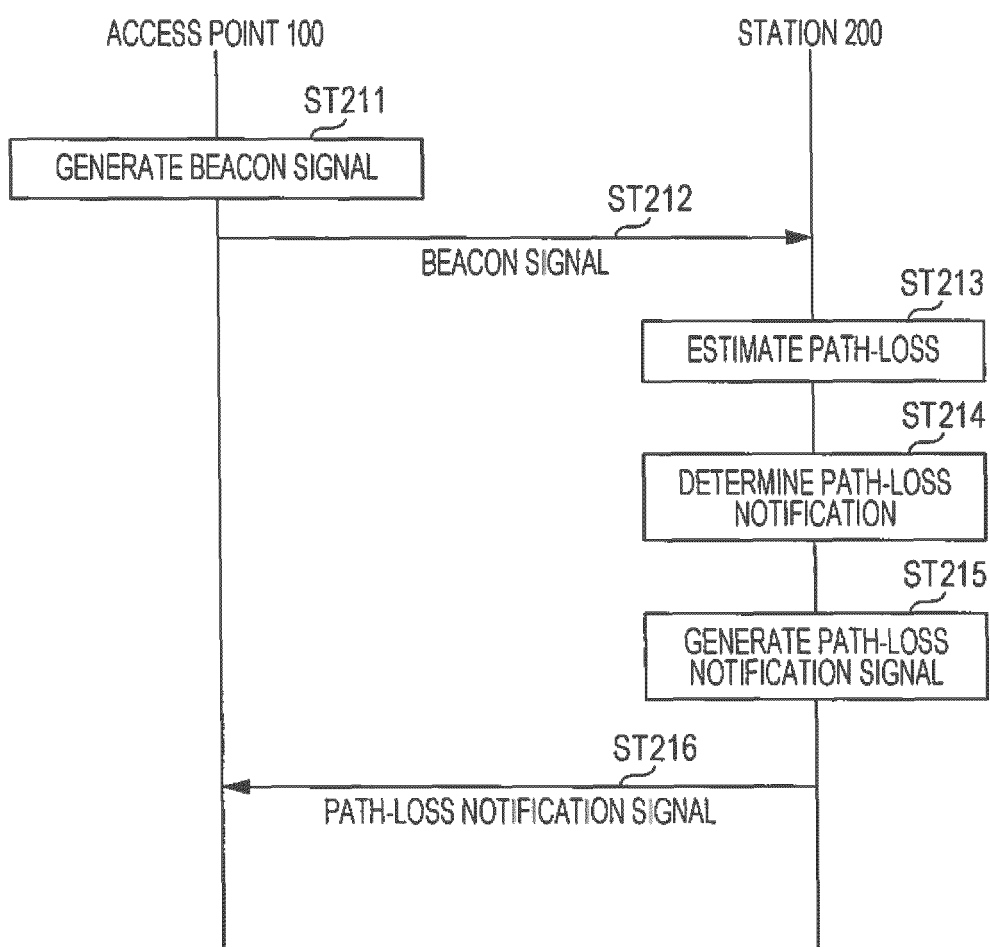 ACCESS POINT 100
STATION 200
ST211
GENERATE BEACON SIGNAL
ST212
BEACON SIGNAL
ST213
ESTIMATE PATH-LOSS
ST214
DETERMINE PATH-LOSS
NOTIFICATION
ST215
GENERATE PATH-LOSS
NOTIFICATION SIGNAL
ST216
PATH-LOSS NOTIFICATION SIGNAL